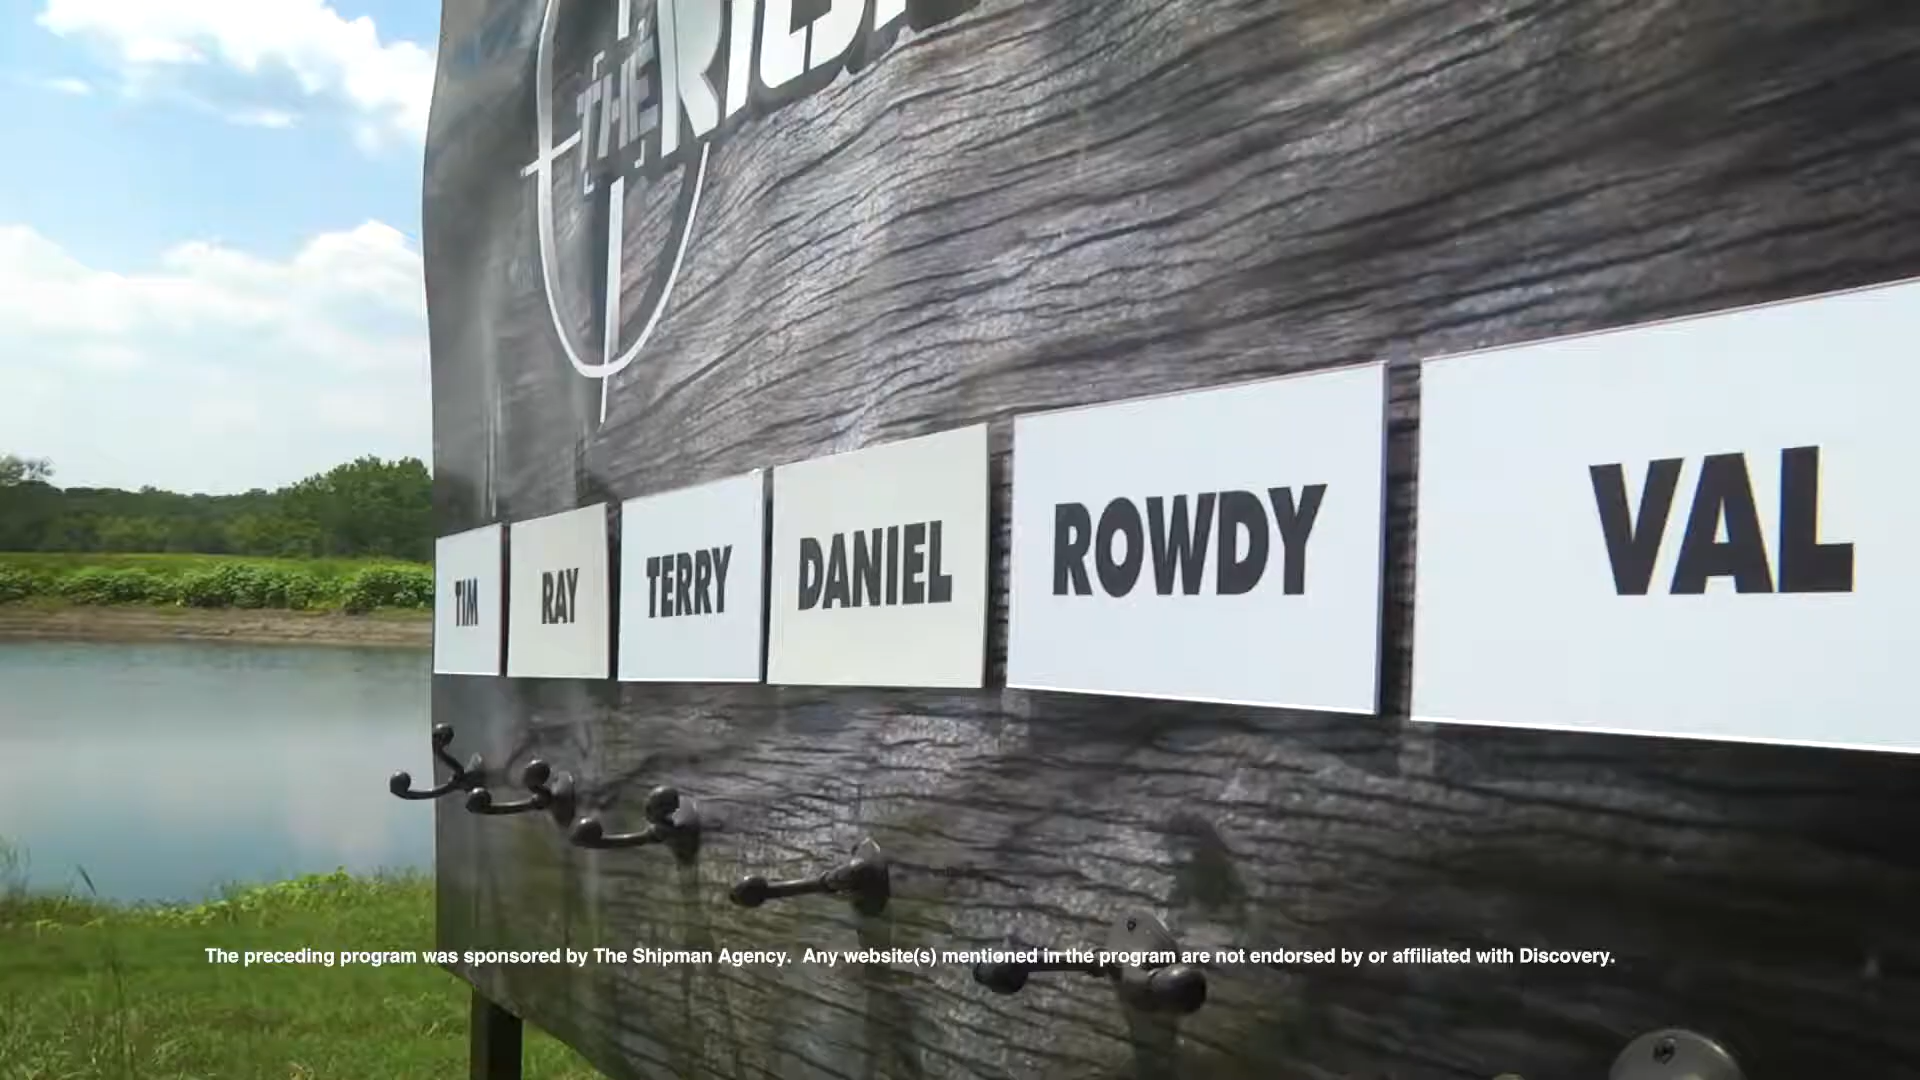 THE
TIM
RAY
TERRY
DANIEL
ROWDY
VAL
The preceding program was sponsored by The Shipman Agency.  Any website(s) mentioned in the program are not endorsed by or affiliated with Discovery.